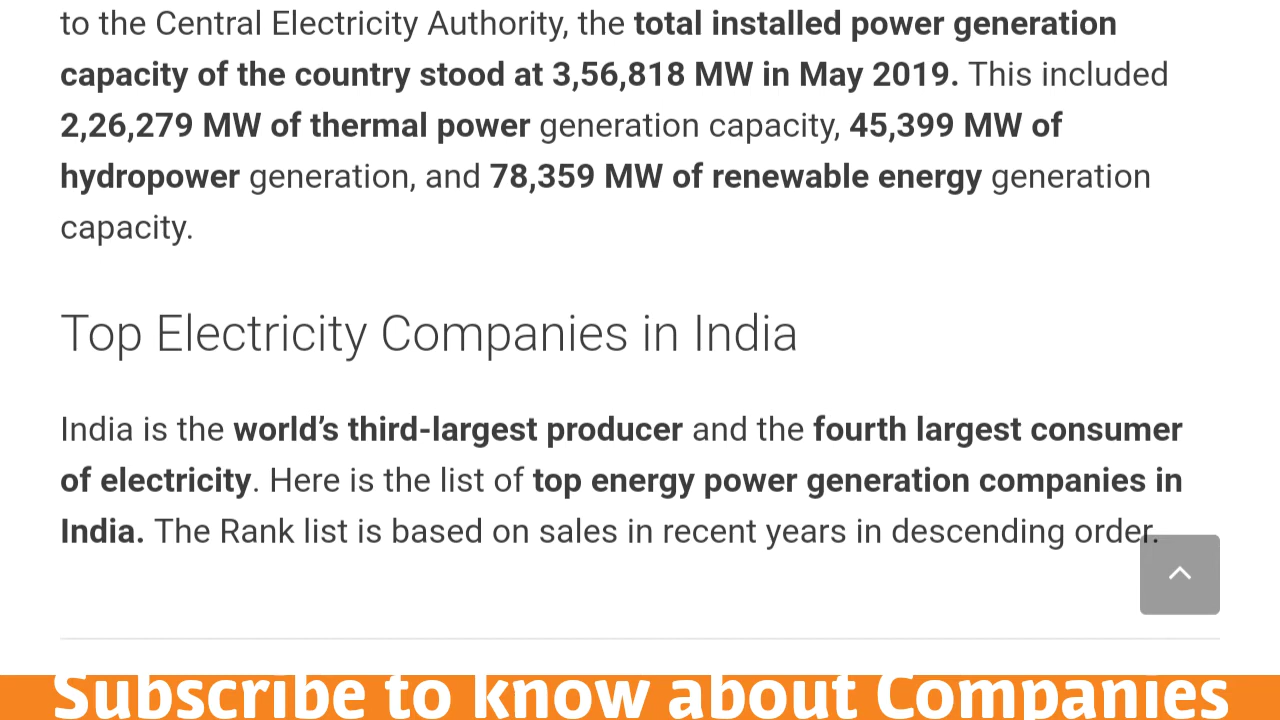 to the Central Electricity Authority, the total installed power generation
capacity of the country stood at 3,56,818 MW in May 2019. This included
2,26,279 MW of thermal power generation capacity, 45,399 MW of
hydropower generation, and 78,359 MW of renewable energy generation
capacity.
Top Electricity Companies in India
India is the world’s third-largest producer and the fourth largest consumer
of electricity. Here is the list of top energy power generation companies in
India. The Rank list is based on sales in recent years in descending order.
Subscribe to know about Companies